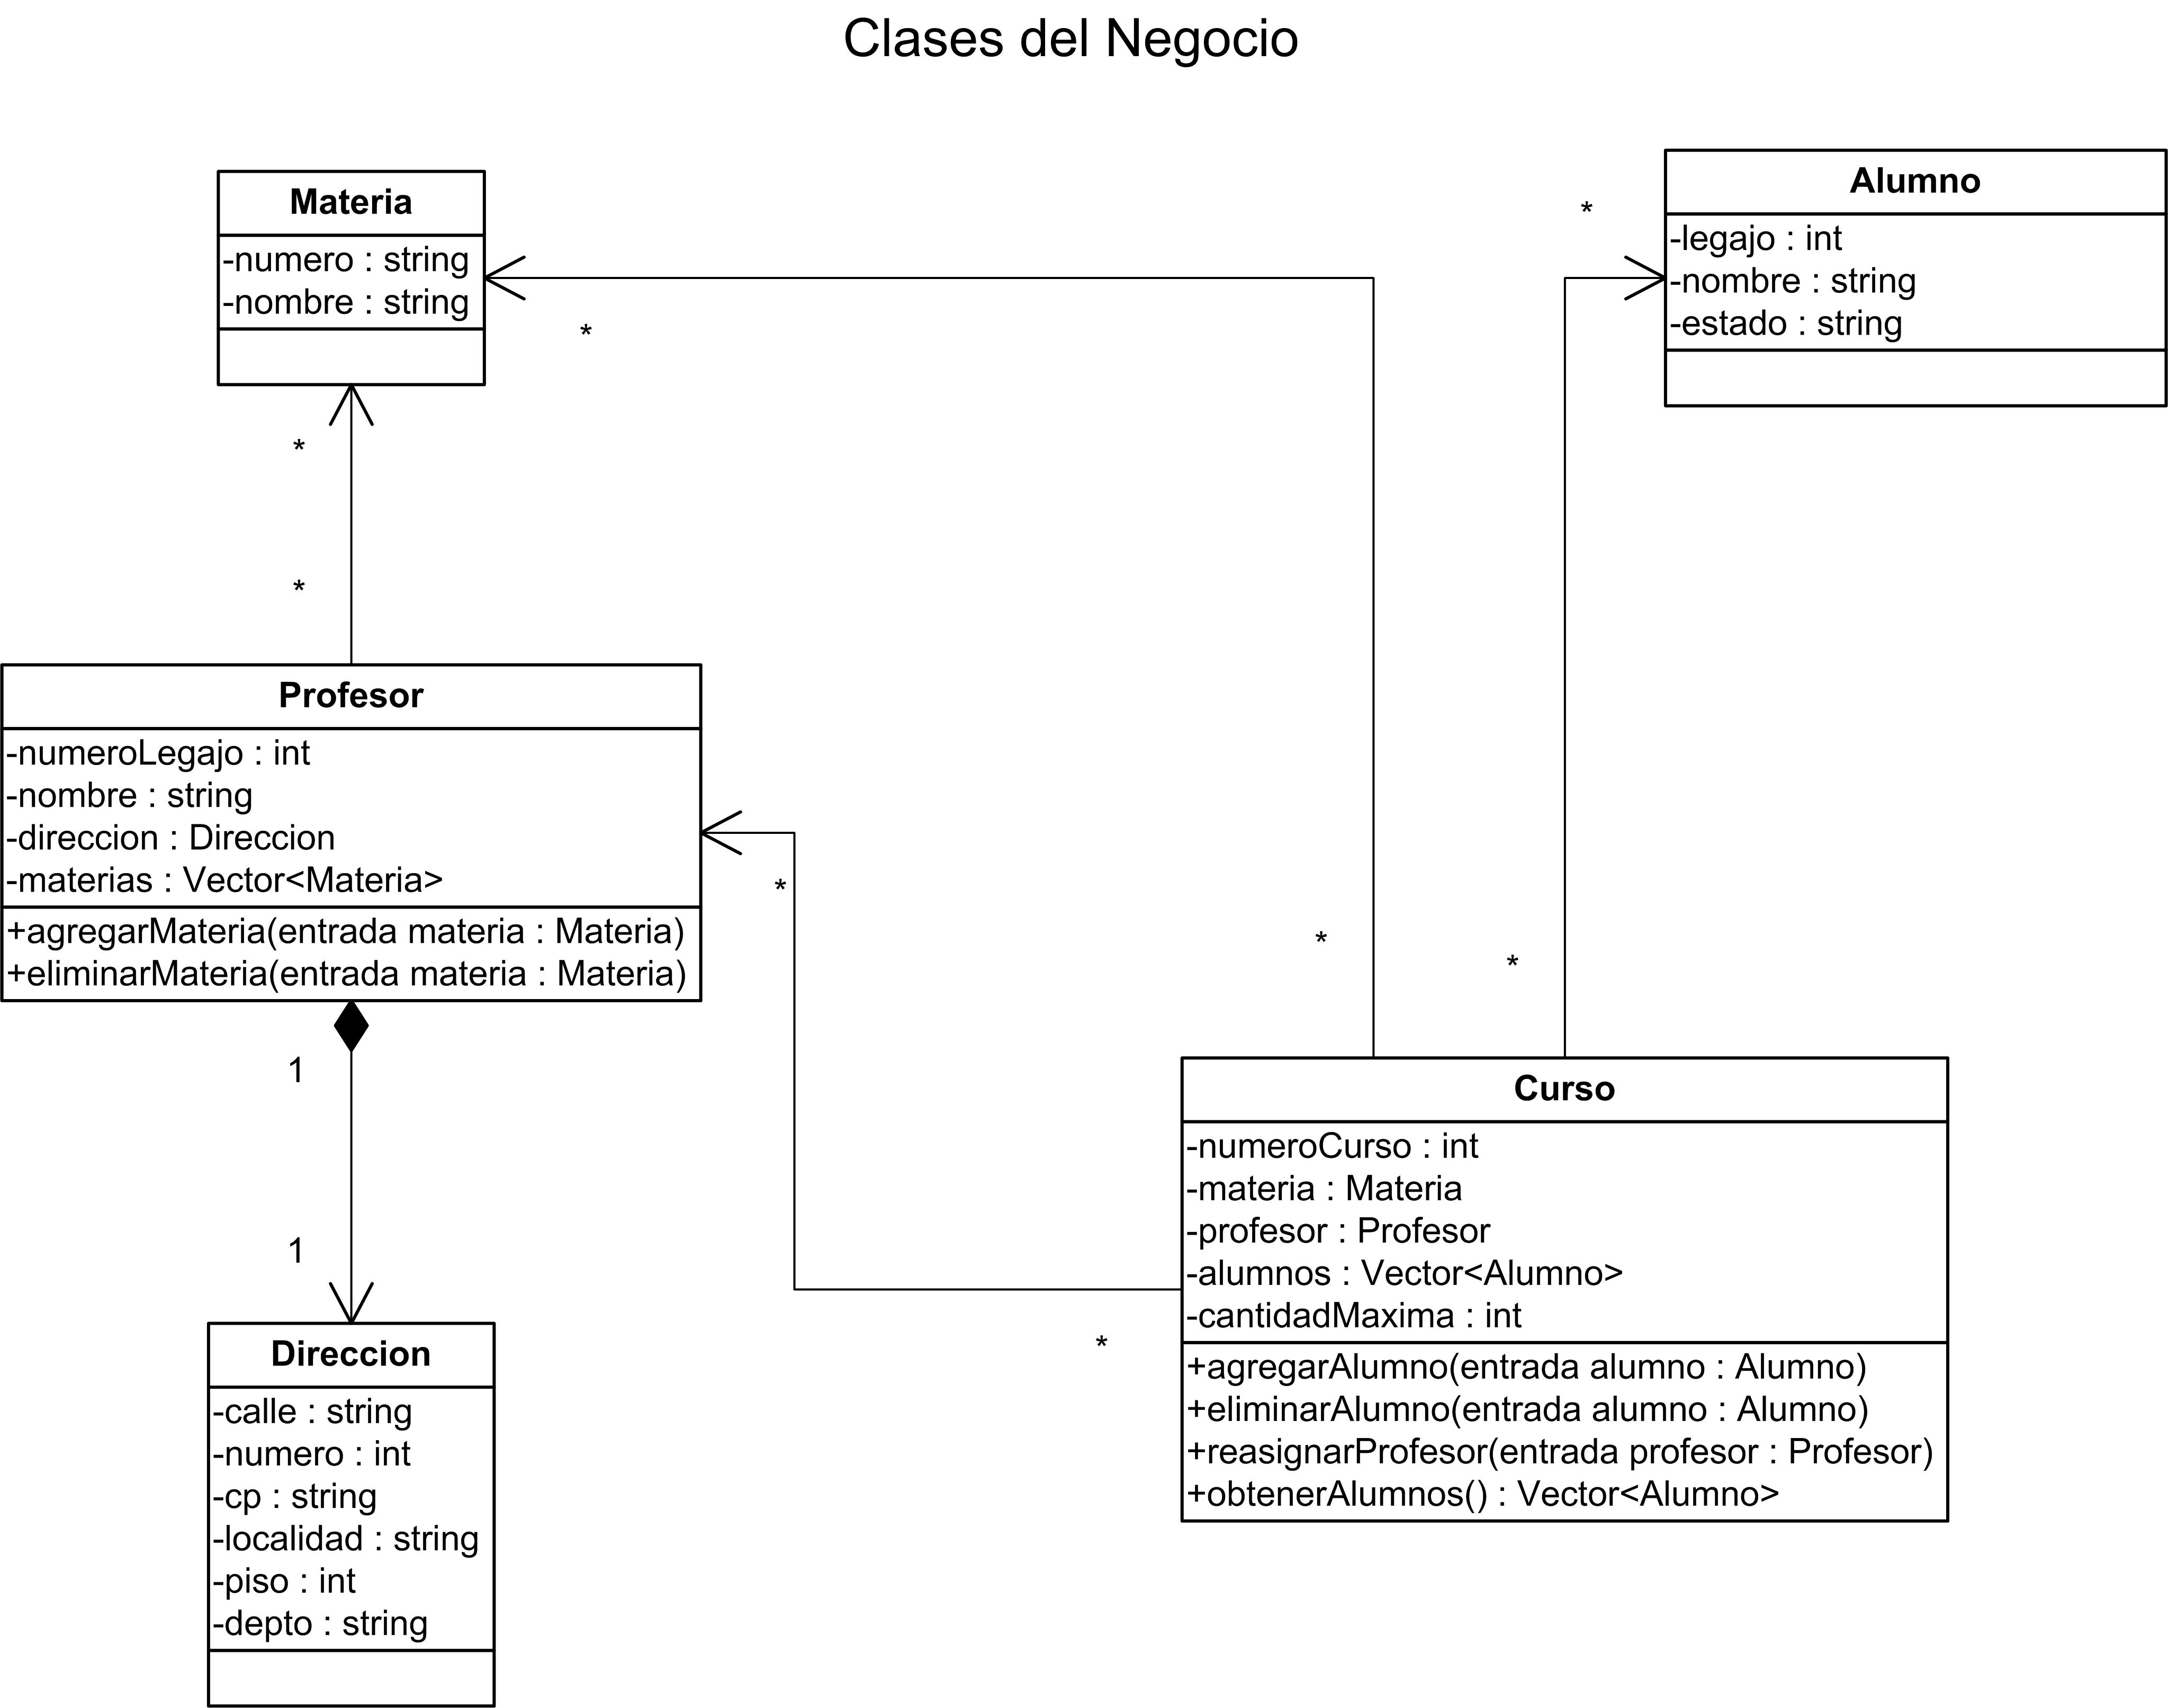 Clases del Negocio
Materia
-numero : string
-nombre : string
*
*
Alumno
-legajo : int
-nombre : string
-estado : string
*
*
Profesor
-numeroLegajo : int
-nombre : string
-direccion : Direccion
-materias : Vector<Materia>
+agregarMateria(entrada materia : Materia)
+eliminarMateria(entrada materia : Materia)
*
*
*
1
1
Direccion
-calle : string
-numero : int
-cp : string
-localidad : string
-piso : int
-depto : string
*
Curso
-numeroCurso : int
-materia : Materia
-profesor : Profesor
-alumnos : Vector<Alumno>
-cantidadMaxima : int
+agregarAlumno(entrada alumno : Alumno)
+eliminarAlumno(entrada alumno : Alumno)
+reasignarProfesor(entrada profesor : Profesor)
+obtenerAlumnos() : Vector<Alumno>